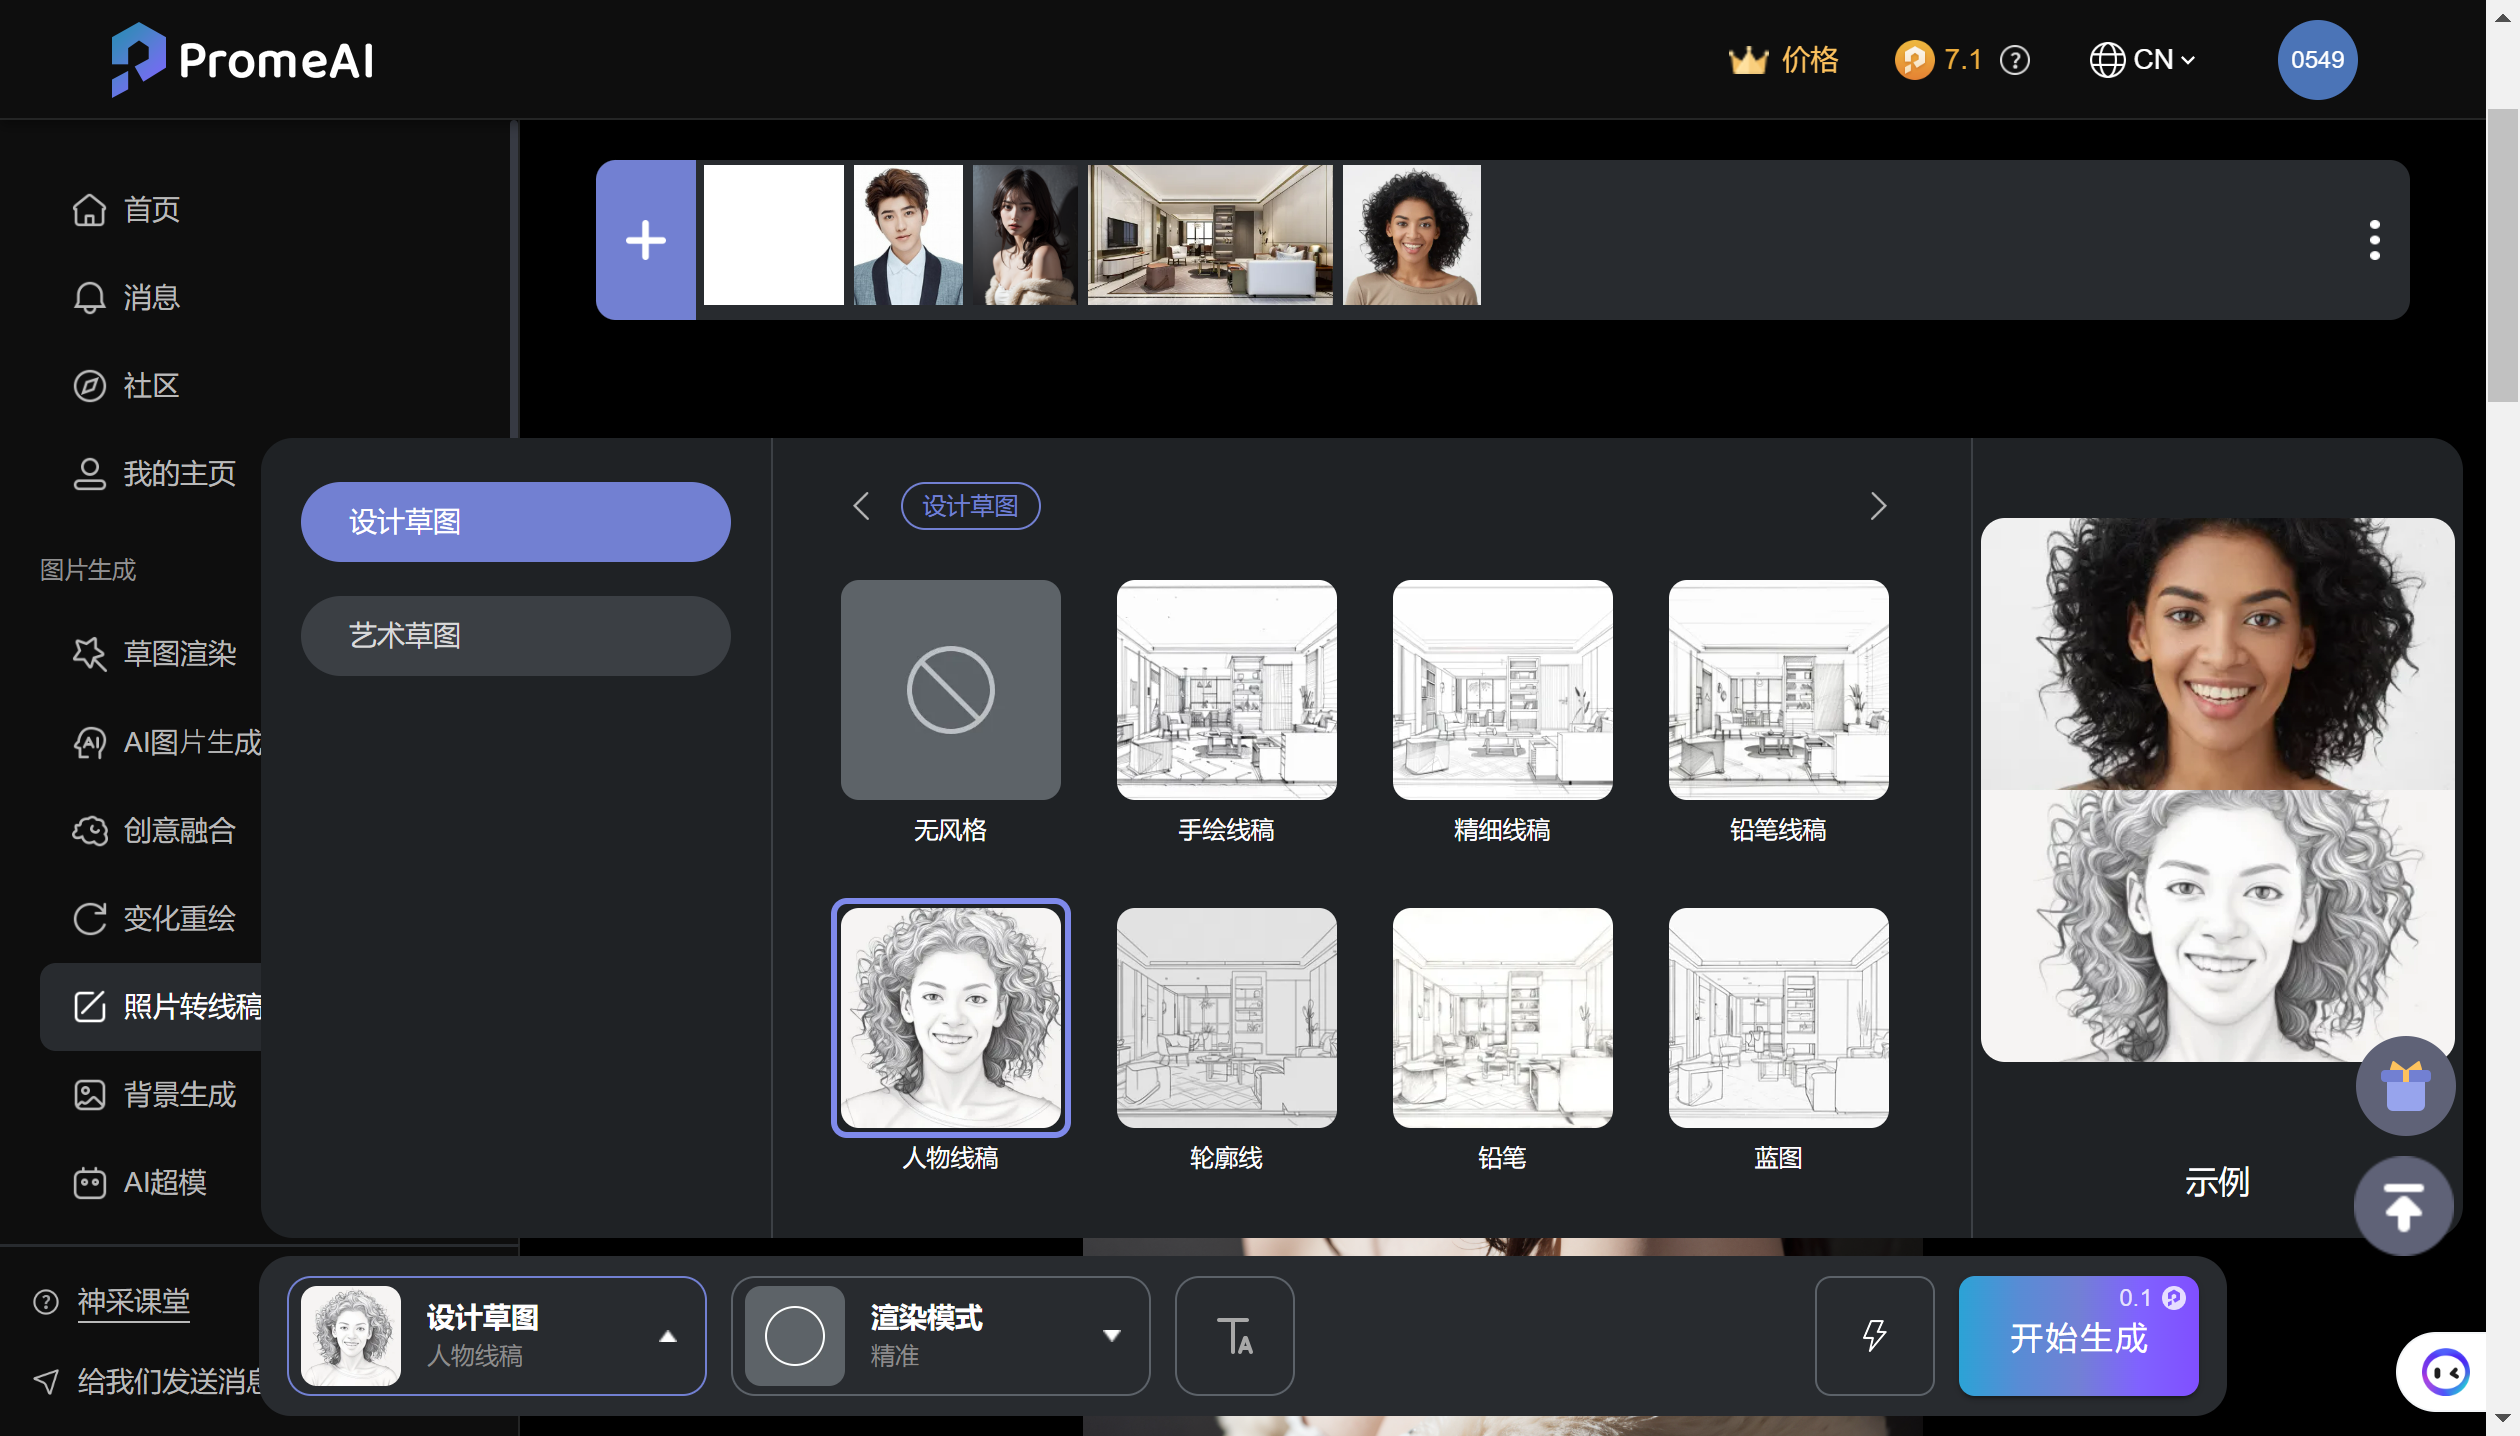 PromeAI
价格
7.1
CN
0549
首页
消息
社区
我的主页
图片生成
草图渲染
AI图片生成
创意融合
变化重绘
照片转线稿
背景生成
AI超模
神采课堂
给我们发送消息
设计草图
艺术草图
设计草图
无风格
手绘线稿
精细线稿
铅笔线稿
人物线稿
轮廓线
铅笔
蓝图
示例
设计草图
人物线稿
渲染模式
精准
0.1
开始生成